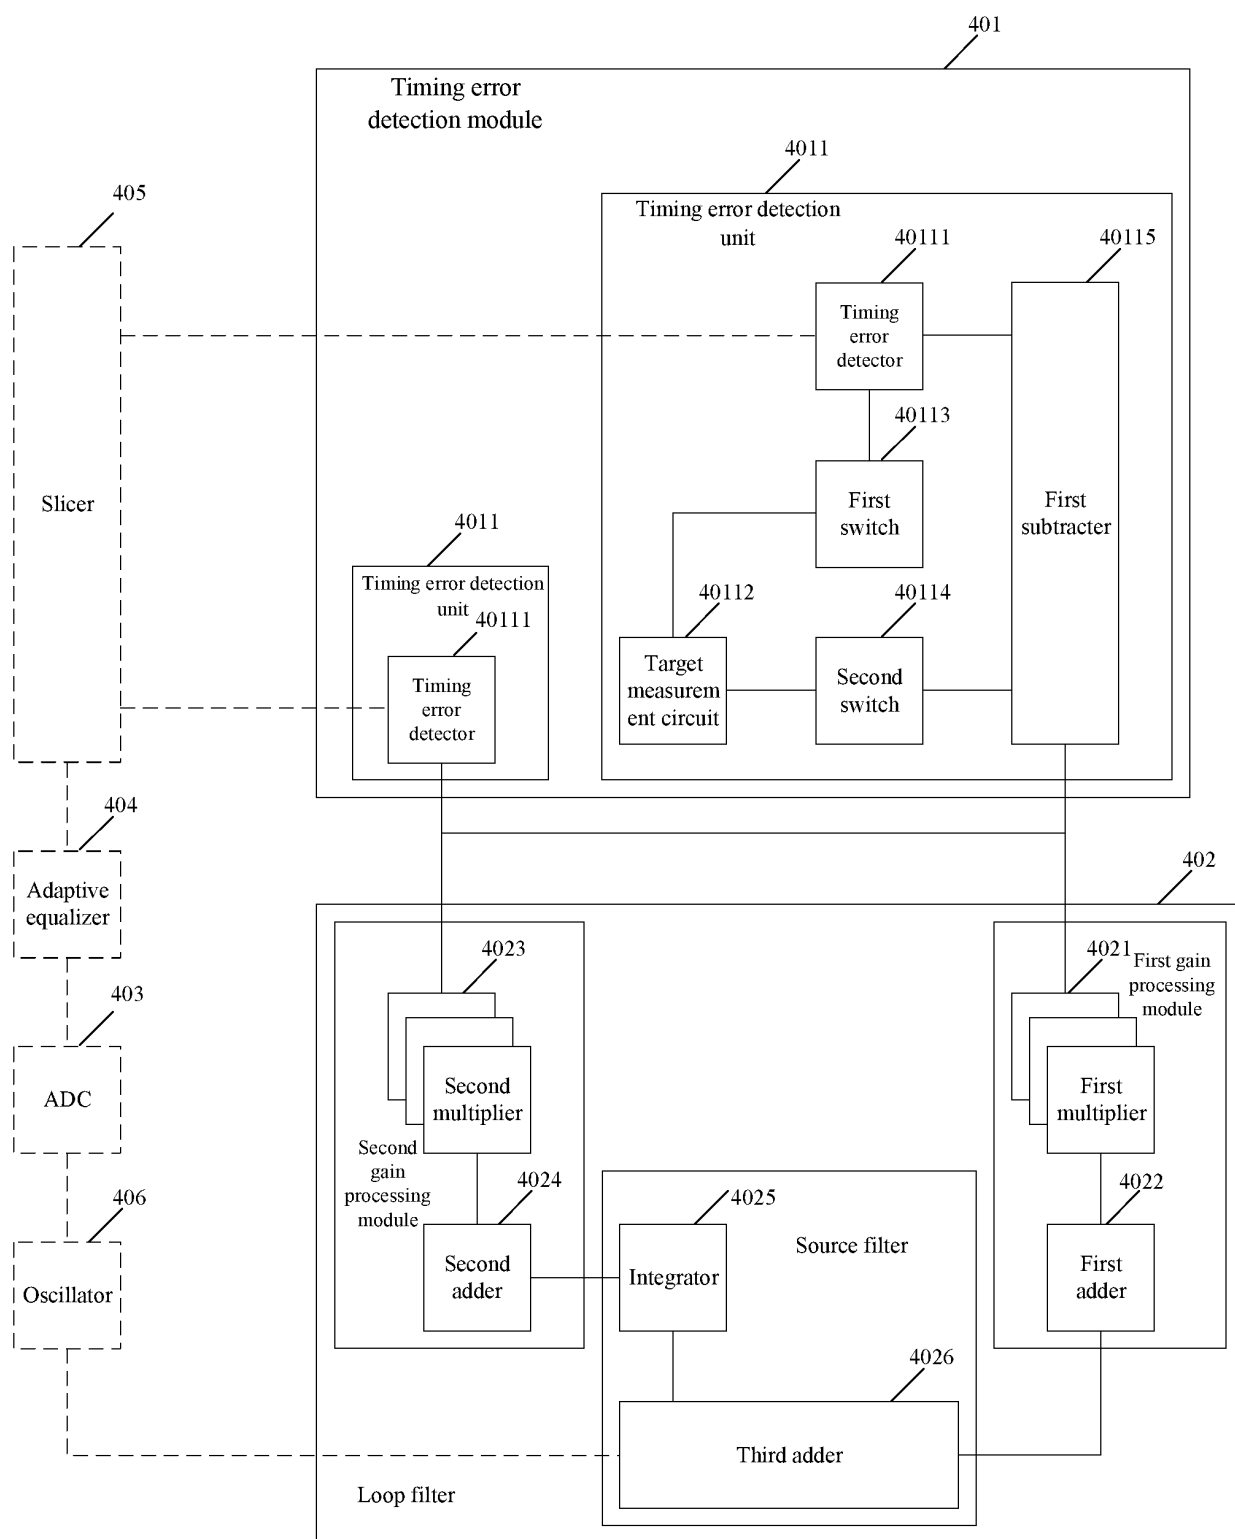 401
Timing error
detection module
4011
Timing error detection
unit
405
40111
40115
Timing
error
detector
40113
Slicer
First
switch
First
subtracter
4011
Timing error detection
unit
40111
40112
40114
Timing
error
detector
Target
measurem
ent circuit
Second
switch
404
Adaptive
equalizer
402
4023
4021
First gain
processing
module
403
ADC
Second
multiplier
First
multiplier
Second
gain
processing
module
4024
4025
4022
406
Oscillator
Second
adder
Integrator
Source filter
First
adder
4026
Third adder
Loop filter